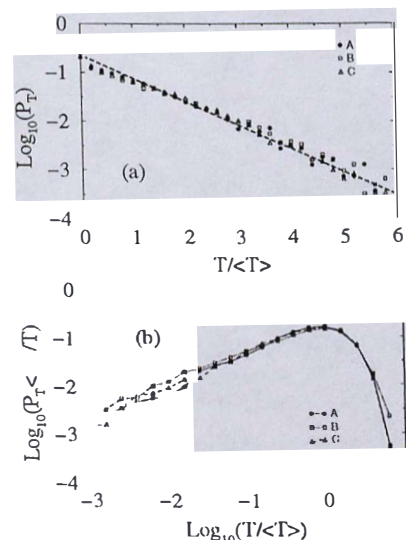 0
A
B
C
-1
-2
-3
-4
Log10(PT)
(a)
0 1 2 3 4 5 6
T/<T>
0
-1
-2
-3
-4
Log10(PT< /T)
(b)
A
B
C
-3 -2 -1 0
Log10(T/<T>)